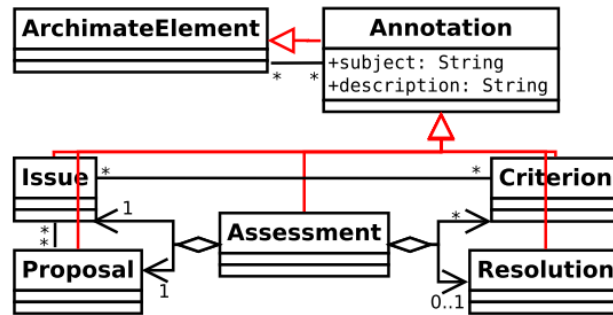 ArchimateElement
Annotation
+subject: String
+description: String
* *
Issue
* *
Criterion
1
*
*
*
Assessment
Proposal
Resolution
1
0..1